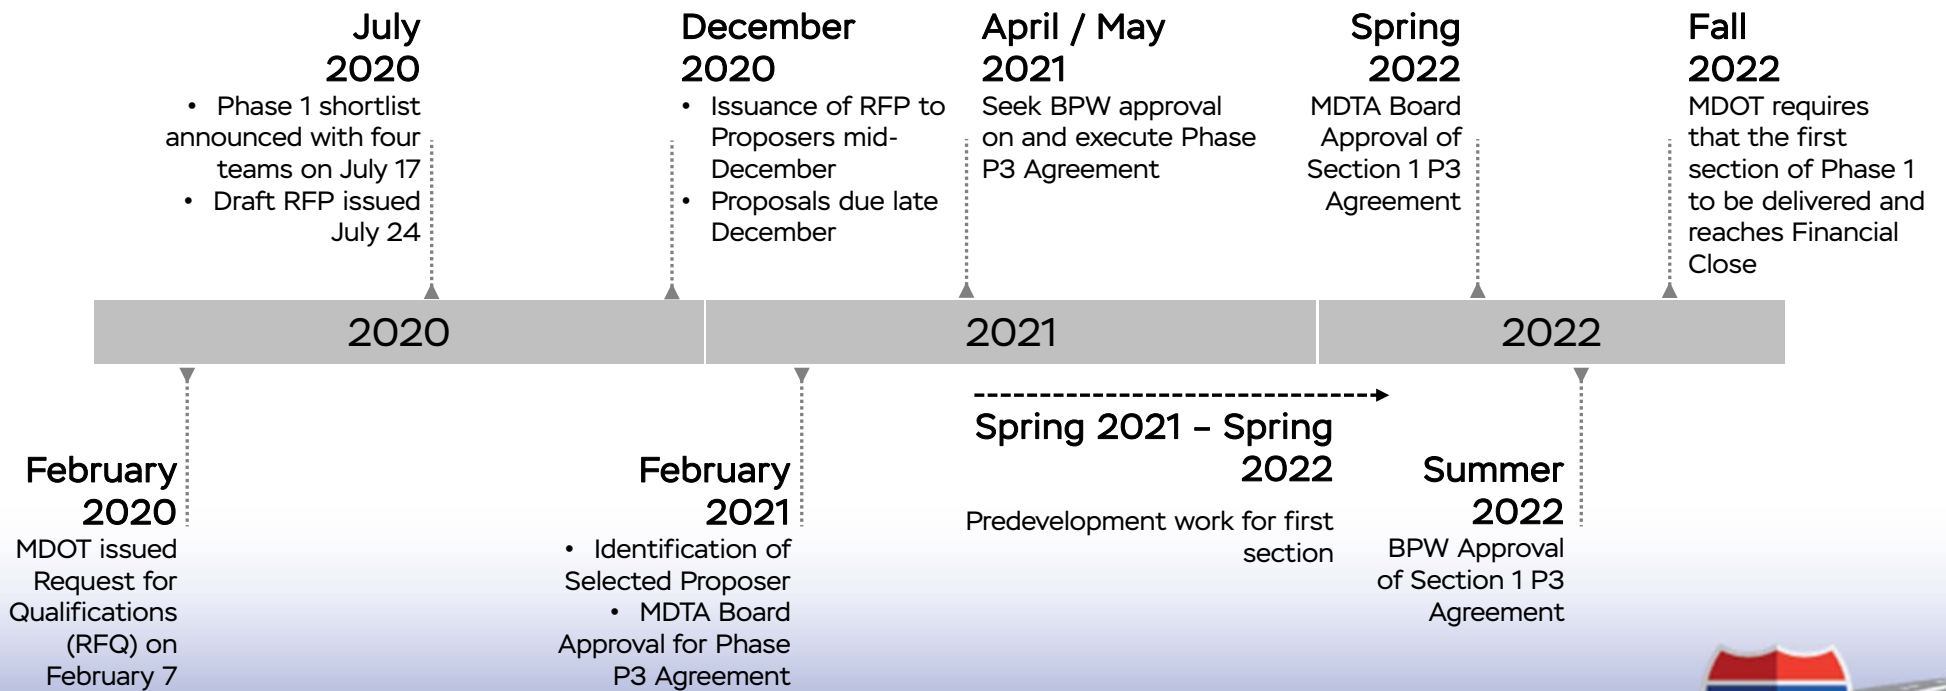 July
2020
• Phase 1 shortlist
announced with four
teams on July 17
• Draft RFP issued
July 24
December
2020
• Issuance of RFP to
Proposers mid-
December
• Proposals due late
December
April / May
2021
Seek BPW approval
on and execute Phase
P3 Agreement
Spring
2022
MDTA Board
Approval of
Section 1 P3
Agreement
Fall
2022
MDOT requires
that the first
section of Phase 1
to be delivered and
reaches Financial
Close
2020
2021
2022
February
2020
MDOT issued
Request for
Qualifications
(RFQ) on
February 7
February
2021
• Identification of
Selected Proposer
• MDTA Board
Approval for Phase
P3 Agreement
Spring 2021 – Spring
2022
Predevelopment work for first
section
Summer
2022
BPW Approval
of Section 1 P3
Agreement